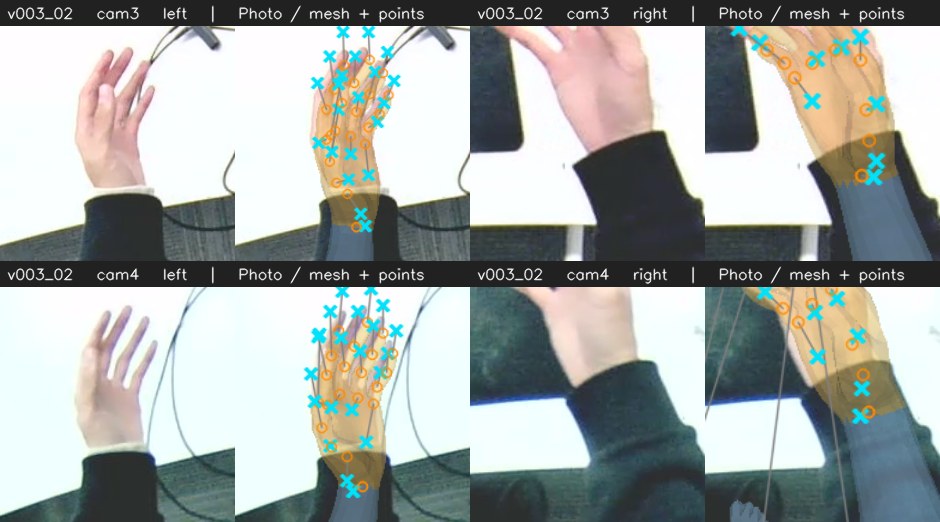 v003_02 cam3 left | Photo / mesh + points
v003_02 cam3 right | Photo / mesh + points
v003_02 cam4 left | Photo / mesh + points
v003_02 cam4 right | Photo / mesh + points